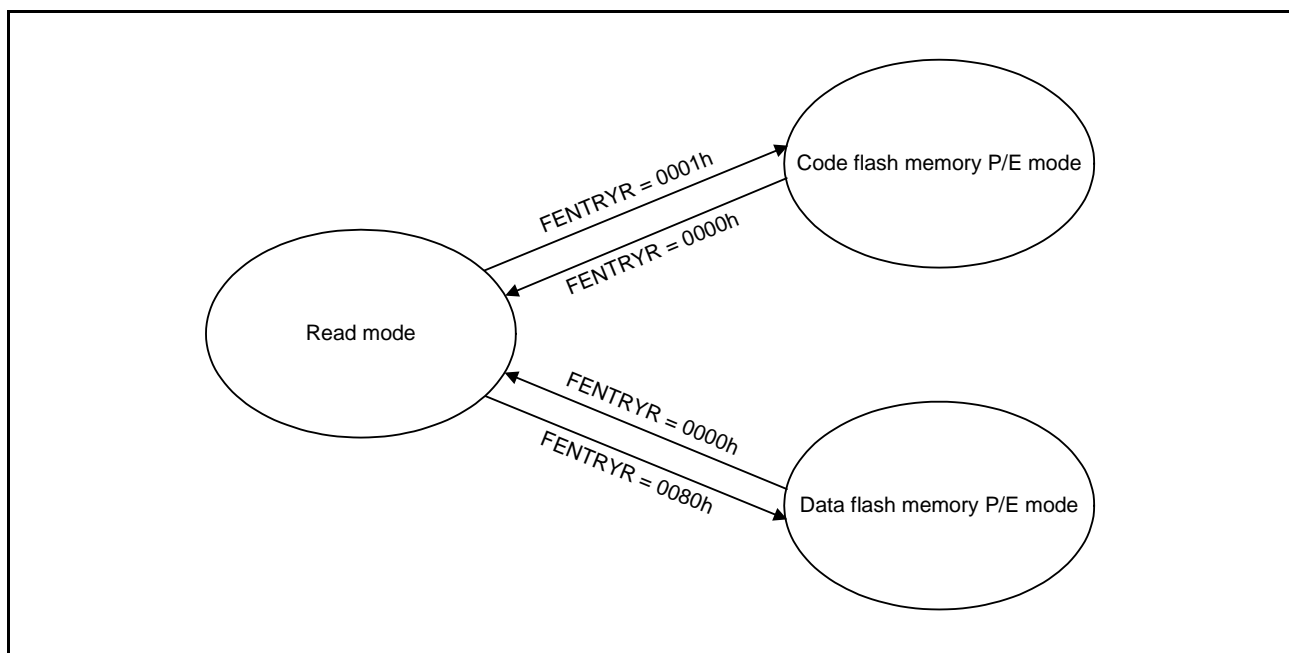 Code flash memory P/E mode
FENTRYR = 0001h
FENTRYR = 0000h
Read mode
FENTRYR = 0000h
FENTRYR = 0080h
Data flash memory P/E mode